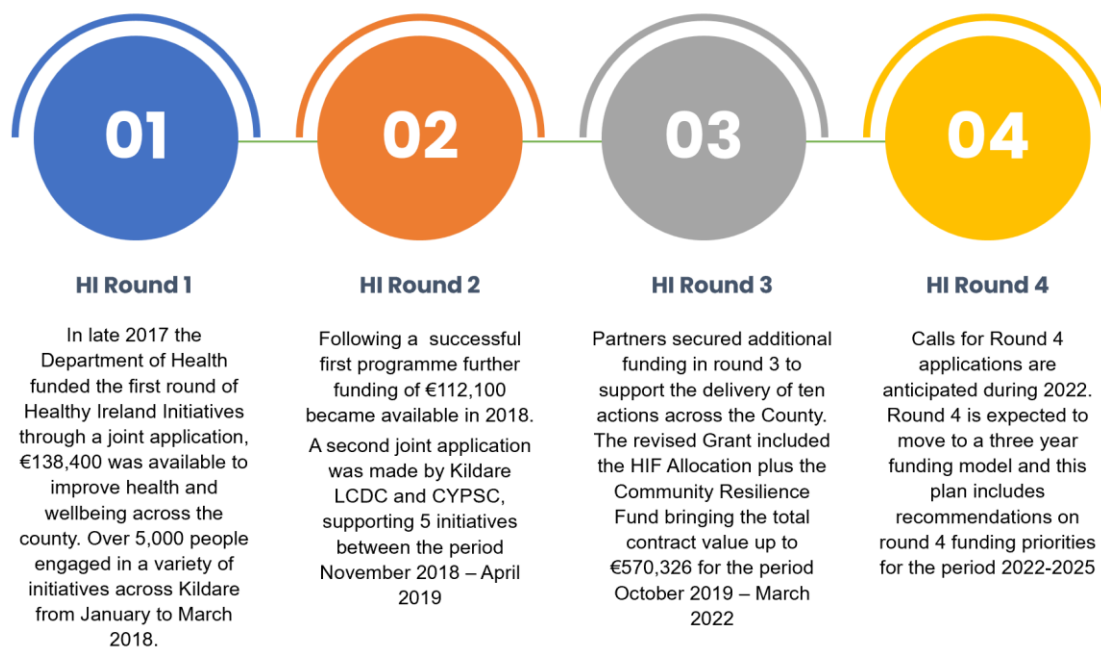 01
02
03
04
HI Round 1
In late 2017 the
Department of Health
funded the first round of
Healthy Ireland Initiatives
through a joint application,
€138,400 was available to
improve health and
wellbeing across the
county. Over 5,000 people
engaged in a variety of
initiatives across Kildare
from January to March
2018.
HI Round 2
Following a successful
first programme further
funding of €112,100
became available in 2018.
A second joint application
was made by Kildare
LCDC and CYPSC,
supporting 5 initiatives
between the period
November 2018 – April
2019
HI Round 3
Partners secured additional
funding in round 3 to
support the delivery of ten
actions across the County.
The revised Grant included
the HIF Allocation plus the
Community Resilience
Fund bringing the total
contract value up to
€570,326 for the period
October 2019 – March
2022
HI Round 4
Calls for Round 4
applications are
anticipated during 2022.
Round 4 is expected to
move to a three year
funding model and this
plan includes
recommendations on
round 4 funding priorities
for the period 2022-2025